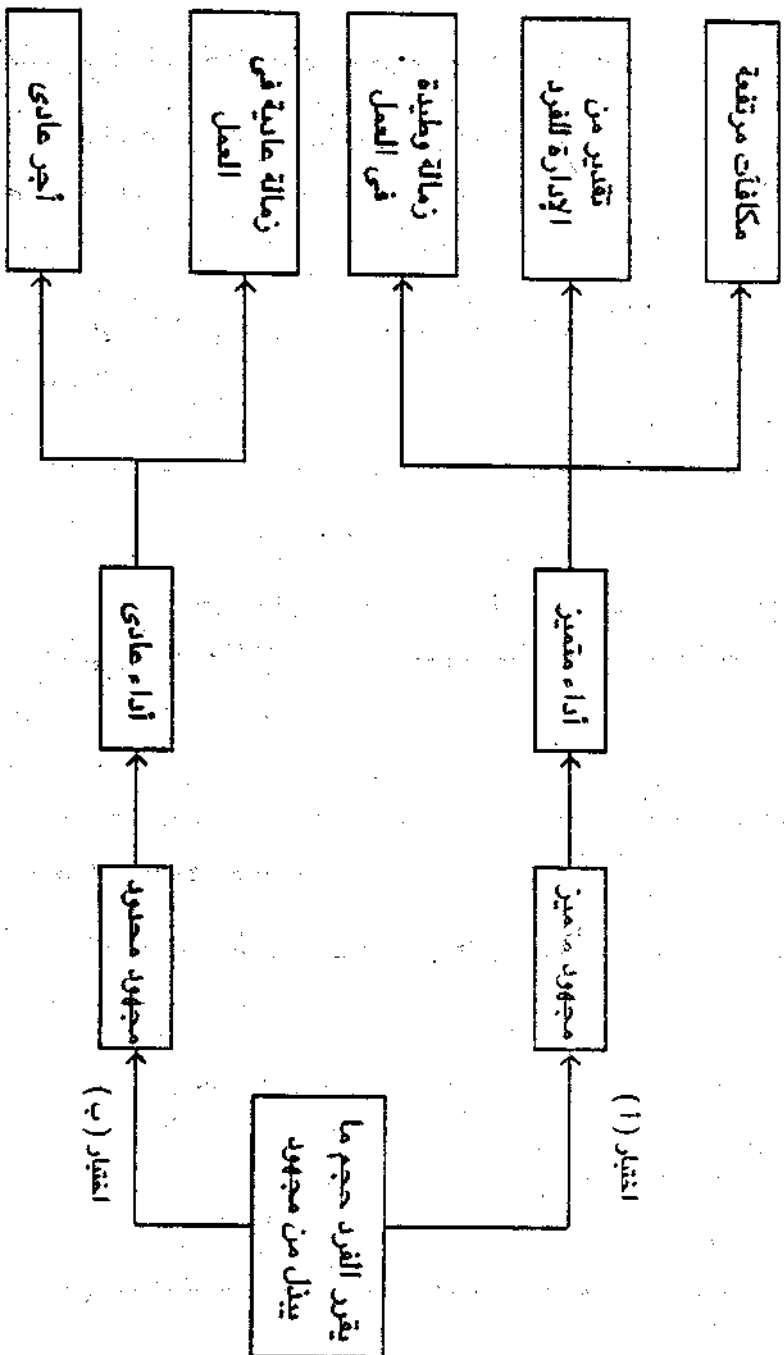 يقرر الفرد حجم ما
يبذل من مجهود
اختيار (أ)
مجهود متميز
أداء متميز
مكافآت مرتفعة
تقدير من
الإدارة للفرد
زمالة وطيدة
فى العمل
اختيار (ب)
مجهود محدود
أداء عادى
زمالة عادية فى
العمل
أجر عادى